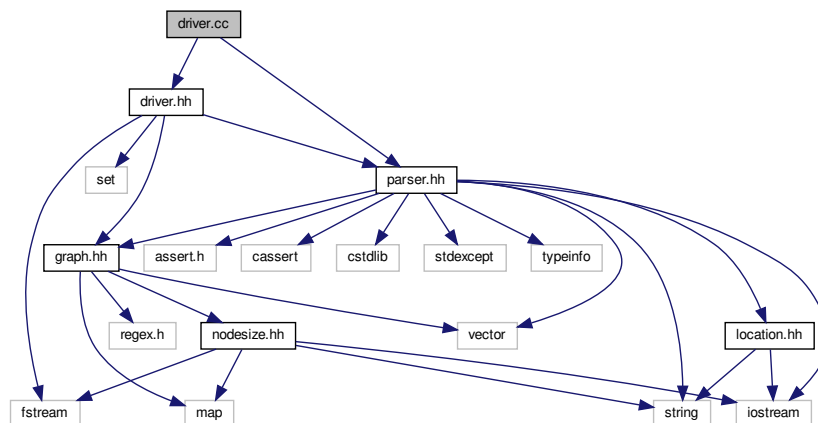 driver.cc
driver.hh
set
parser.hh
graph.hh
assert.h
cassert
cstdlib
stdexcept
typeinfo
regex.h
nodesize.hh
vector
location.hh
fstream
map
string
iostream